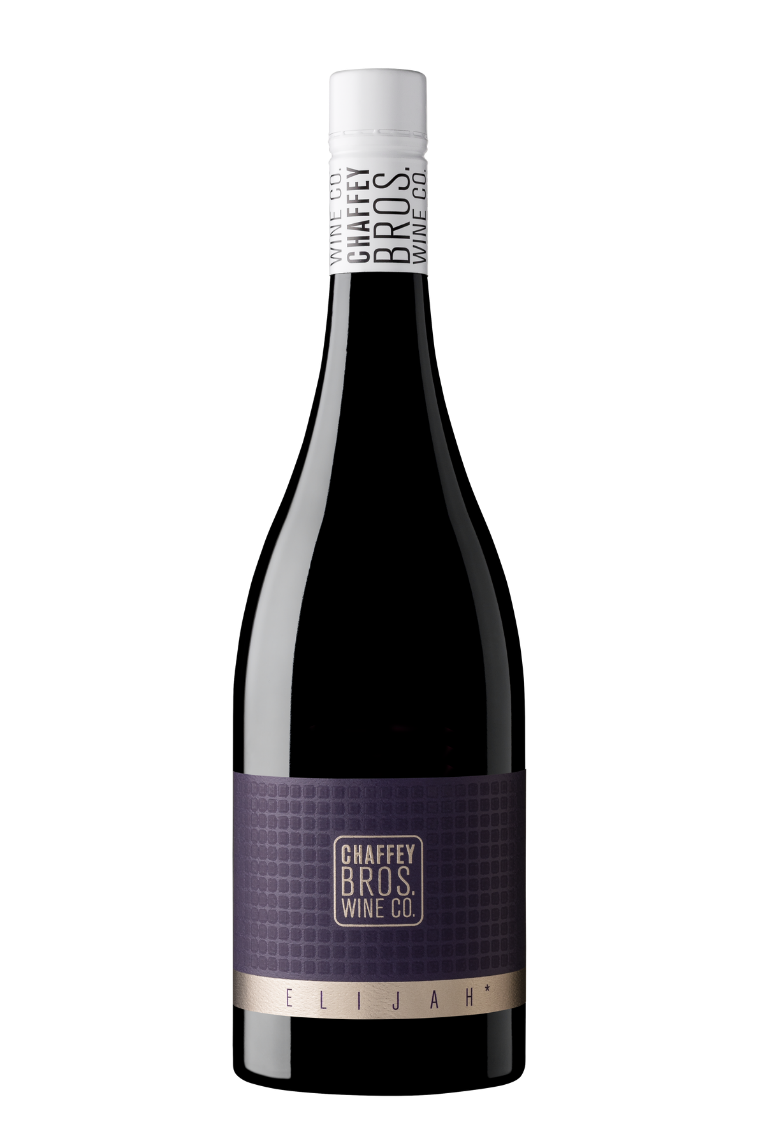 WINE CO.
CHAFFEY
BROS.
WINE CO.
CHAFFEY
BROS.
WINE CO.
ELIJAH*